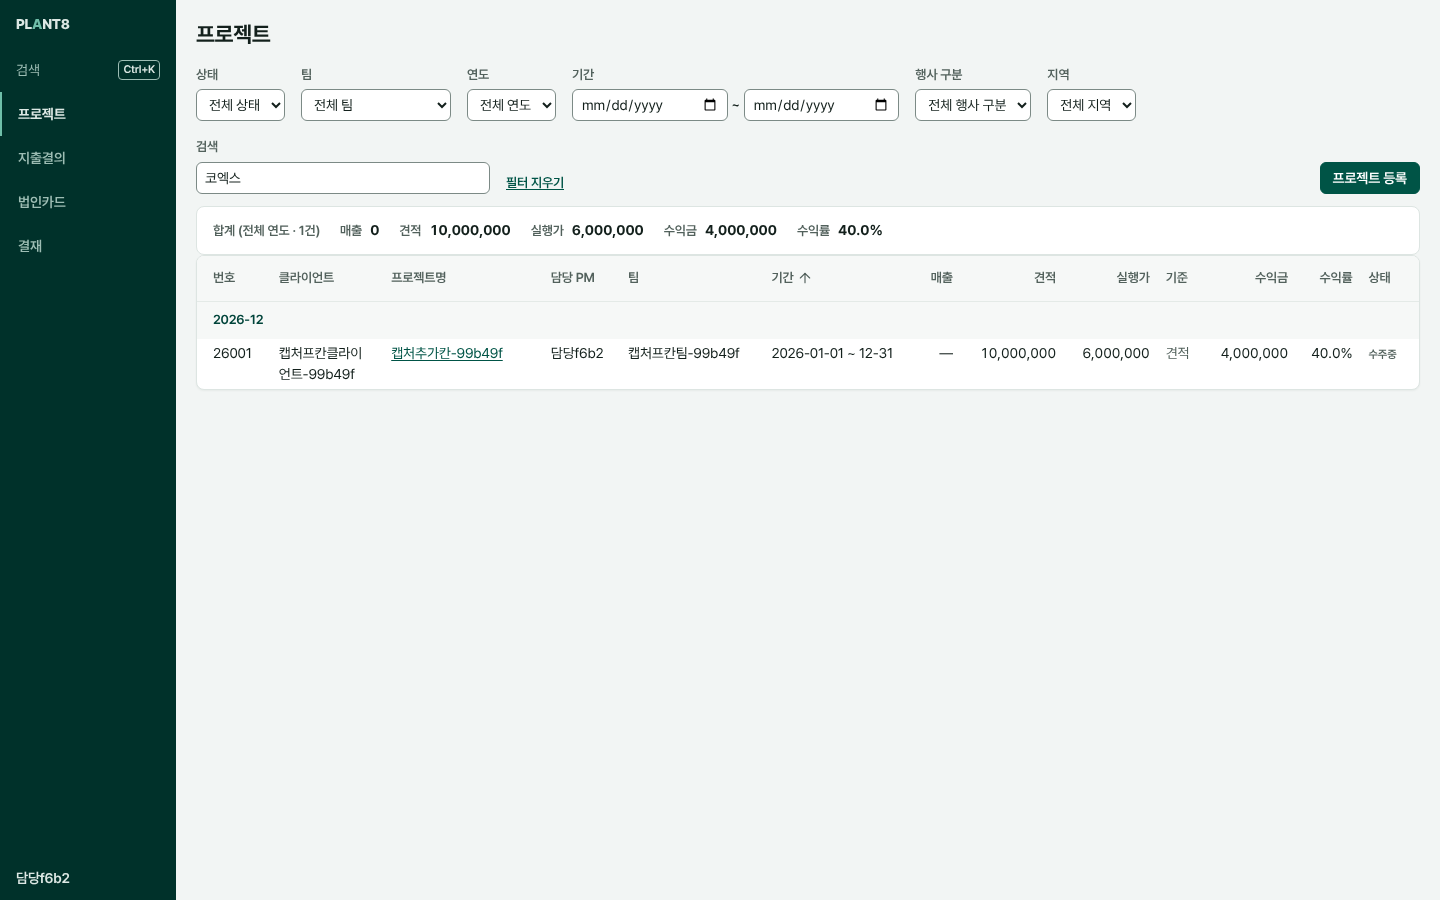 PLANT8
검색 Ctrl+K
프로젝트
지출결의
법인카드
결재
담당f6b2
프로젝트
상태 팀 연도 기간 행사 구분 지역
전체 상태 전체 팀 전체 연도 mm/dd/yyyy ~ mm/dd/yyyy 전체 행사 구분 전체 지역
검색
코엑스 필터 지우기 프로젝트 등록
합계 (전체 연도 · 1건) 매출 0 견적 10,000,000 실행가 6,000,000 수익금 4,000,000 수익률 40.0%
번호 클라이언트 프로젝트명 담당 PM 팀 기간 ↑ 매출 견적 실행가 기준 수익금 수익률 상태
2026-12
26001 캡처프칸클라이 캡처추가칸-99b49f 담당f6b2 캡처프칸팀-99b49f 2026-01-01 ~ 12-31 — 10,000,000 6,000,000 견적 4,000,000 40.0% 수주중
언트-99b49f